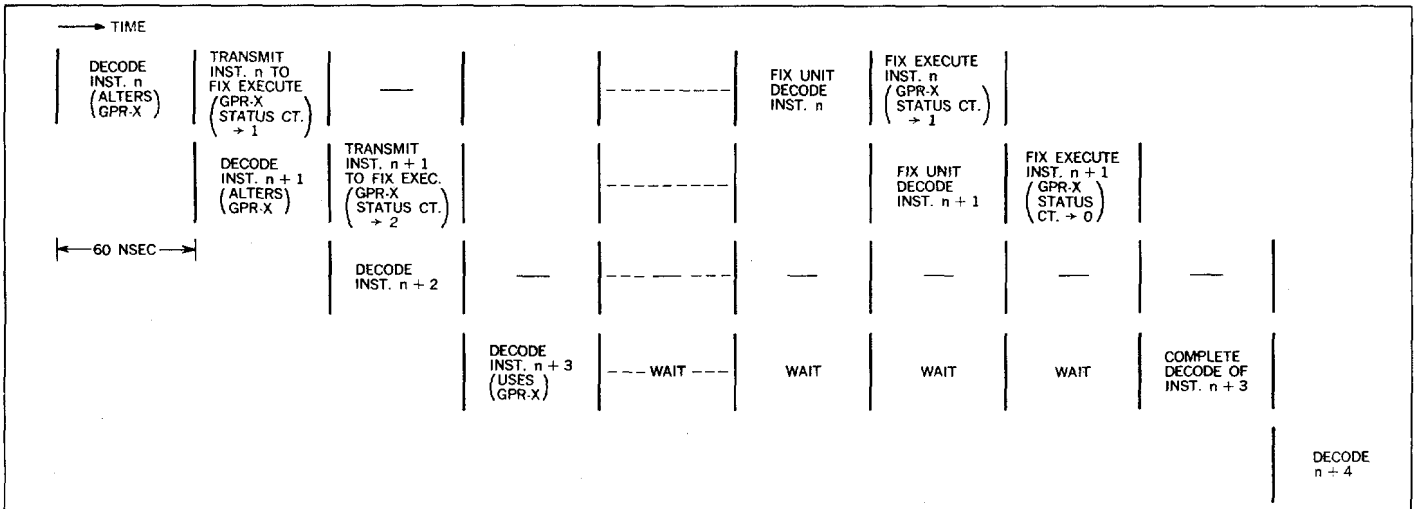 → TIME
DECODE
INST. n
(ALTERS)
GPR-X
TRANSMIT
INST. n TO
FIX EXECUTE
(GPR-X
STATUS CT.)
→ 1
—
- - - - - - - -
FIX UNIT
DECODE
INST. n
FIX EXECUTE
INST. n
(GPR-X
STATUS CT.)
→ 1
DECODE
INST. n + 1
(ALTERS)
GPR-X
TRANSMIT
INST. n + 1
TO FIX EXEC.
(GPR-X
STATUS CT.)
→ 2
- - - - - - - -
FIX UNIT
DECODE
INST. n + 1
FIX EXECUTE
INST. n + 1
(GPR-X
STATUS
CT. → 0)
60 NSEC
DECODE
INST. n + 2
—
— — —
—
—
—
—
DECODE
INST. n + 3
(USES)
GPR-X
- - - WAIT - - -
WAIT
WAIT
WAIT
COMPLETE
DECODE OF
INST. n + 3
DECODE
n + 4